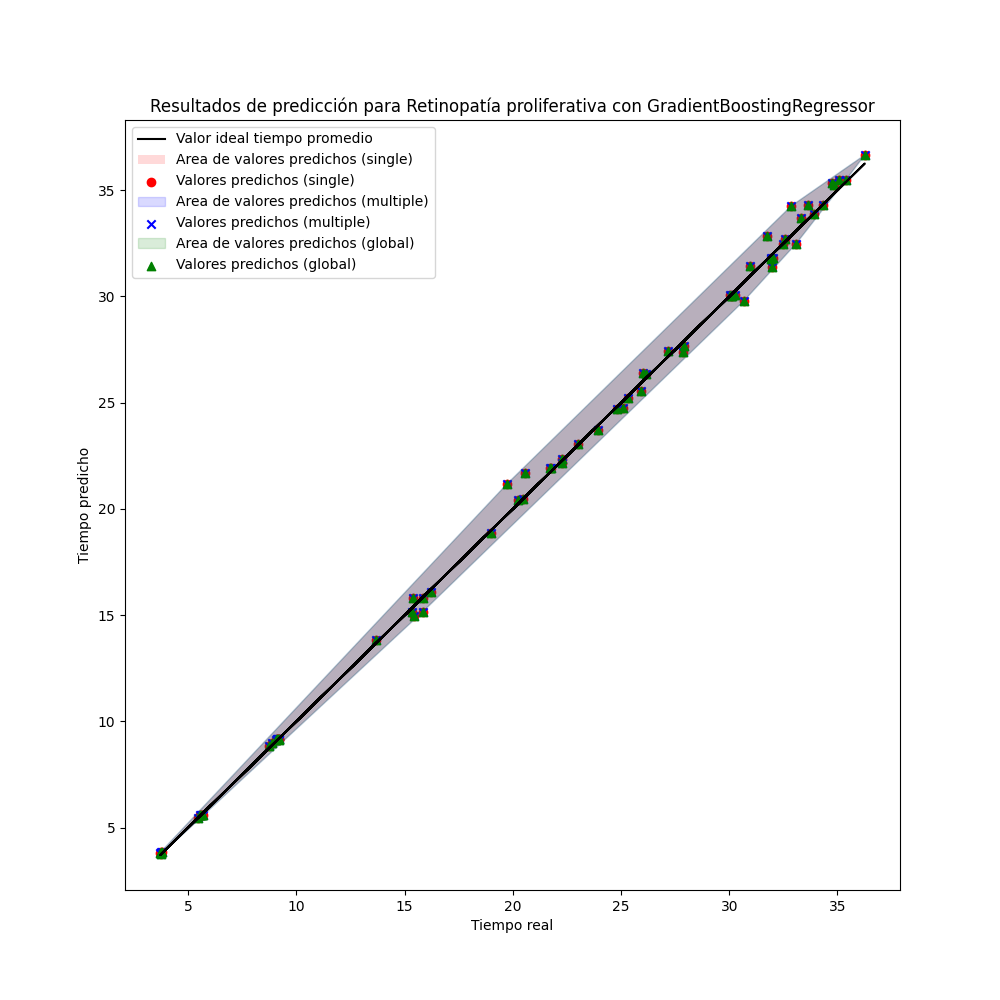 Resultados de predicción para Retinopatía proliferativa con GradientBoostingRegressor
Valor ideal tiempo promedio
Area de valores predichos (single)
Valores predichos (single)
Area de valores predichos (multiple)
Valores predichos (multiple)
Area de valores predichos (global)
Valores predichos (global)
Tiempo predicho
35
30
25
20
15
10
5
5 10 15 20 25 30 35
Tiempo real